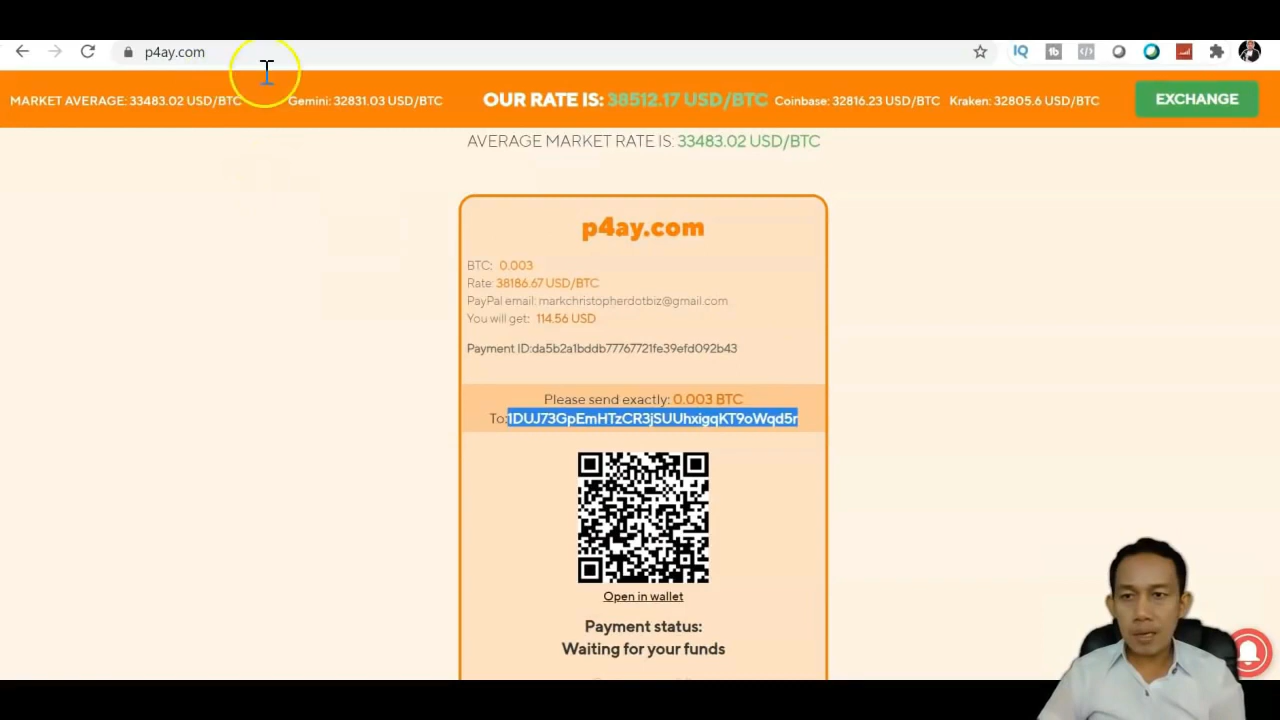 p4ay.com
MARKET AVERAGE: 33483.02 USD/BTC Gemini: 32831.03 USD/BTC OUR RATE IS: 38512.17 USD/BTC Coinbase: 32816.23 USD/BTC Kraken: 32805.6 USD/BTC EXCHANGE
AVERAGE MARKET RATE IS: 33483.02 USD/BTC
p4ay.com
BTC: 0.003
Rate: 38186.67 USD/BTC
PayPal email: markchristopherdotbiz@gmail.com
You will get: 114.56 USD
Payment ID:da5b2a1bddb77767721fe39efd092b43
Please send exactly: 0.003 BTC
To:1DUJ73GpEmHTzCR3jSUUhxigqKT9oWqd5r
Open in wallet
Payment status:
Waiting for your funds